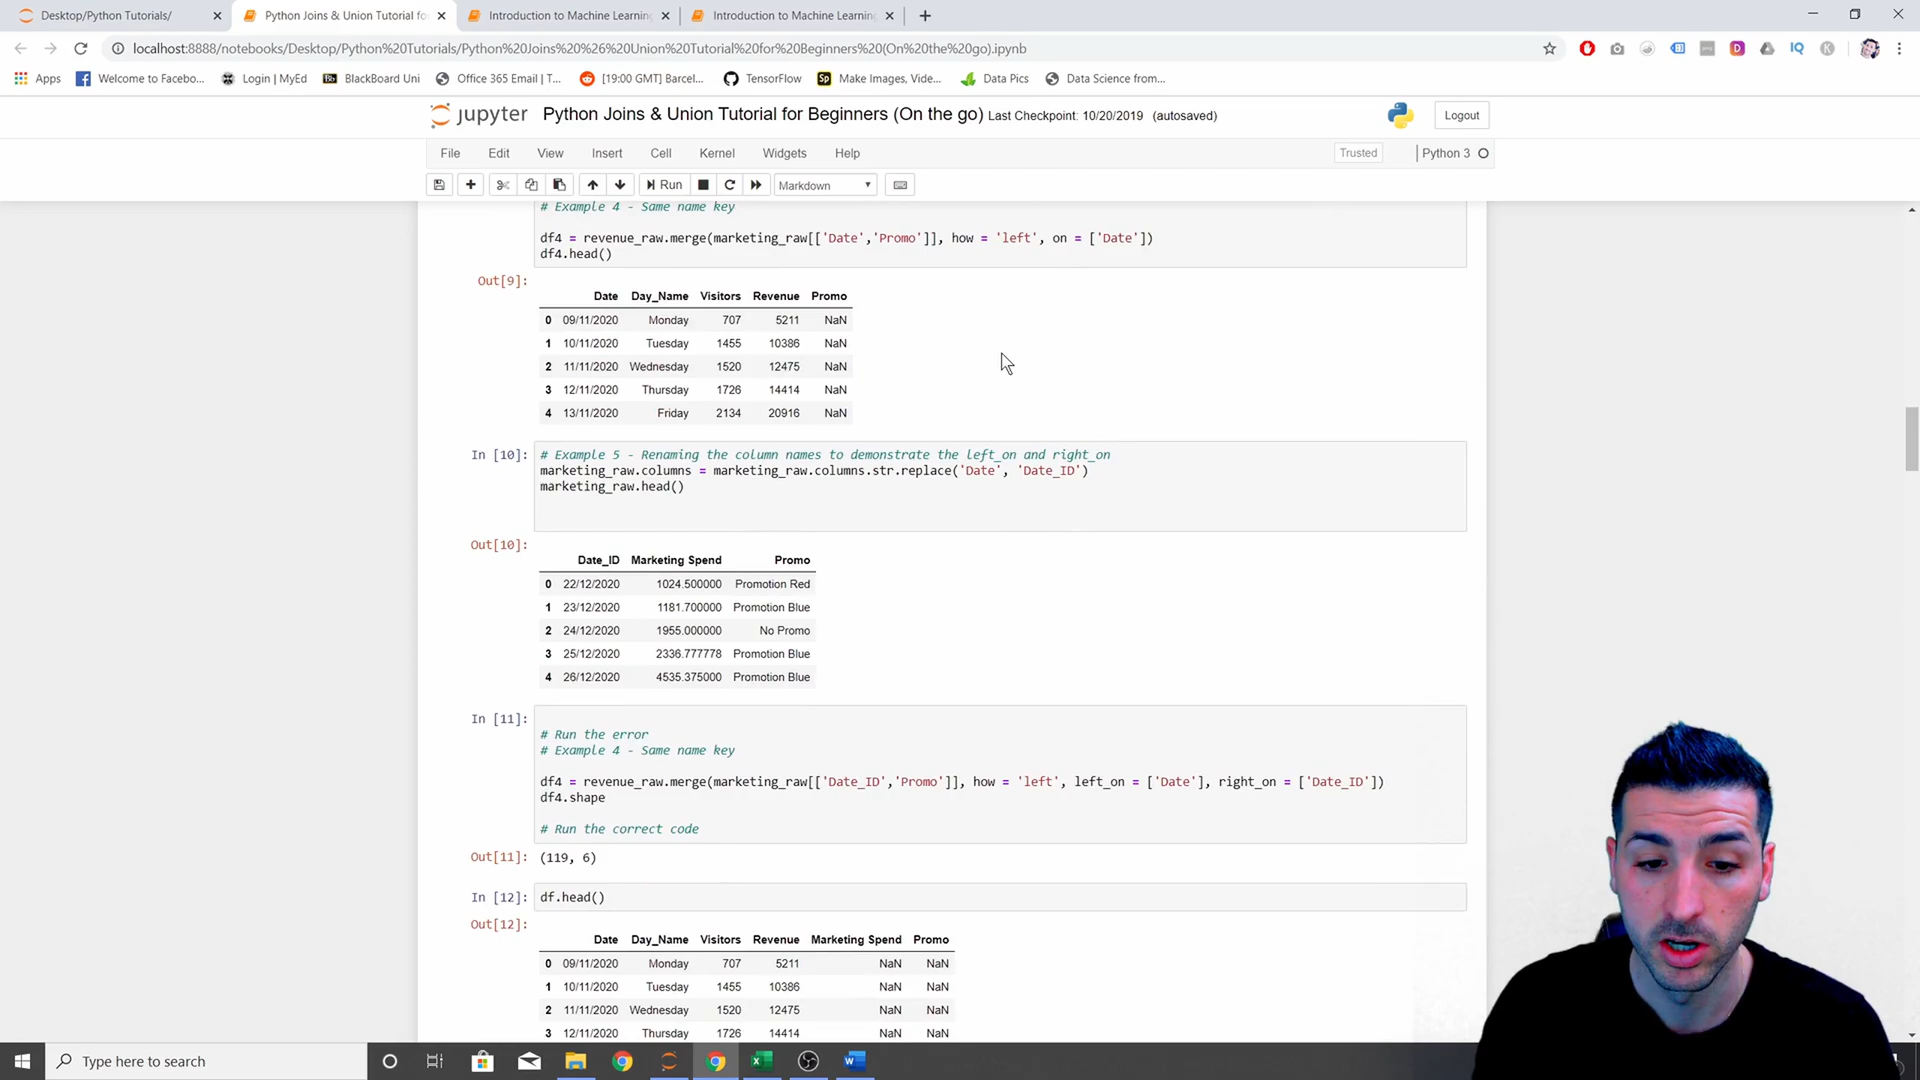 Desktop/Python Tutorials/
Python Joins & Union Tutorial fo
Introduction to Machine Learning
Introduction to Machine Learning
localhost:8888/notebooks/Desktop/Python%20Tutorials/Python%20Joins%20%26%20Union%20Tutorial%20for%20Beginners%20(On%20the%20go).ipynb
Apps
Welcome to Facebo...
Login | MyEd
BlackBoard Uni
Office 365 Email | T...
[19:00 GMT] Barcel...
TensorFlow
Make Images, Vide...
Data Pics
Data Science from...
jupyter Python Joins & Union Tutorial for Beginners (On the go) Last Checkpoint: 10/20/2019 (autosaved)
Logout
File Edit View Insert Cell Kernel Widgets Help
Trusted
Python 3
Run
Markdown
# Example 4 - Same name key
df4 = revenue_raw.merge(marketing_raw[['Date','Promo']], how = 'left', on = ['Date'])
df4.head()
Out[9]:
Date Day_Name Visitors Revenue Promo
0 09/11/2020 Monday 707 5211 NaN
1 10/11/2020 Tuesday 1455 10386 NaN
2 11/11/2020 Wednesday 1520 12475 NaN
3 12/11/2020 Thursday 1726 14414 NaN
4 13/11/2020 Friday 2134 20916 NaN
In [10]: # Example 5 - Renaming the column names to demonstrate the left_on and right_on
marketing_raw.columns = marketing_raw.columns.str.replace('Date', 'Date_ID')
marketing_raw.head()
Out[10]:
Date_ID Marketing Spend Promo
0 22/12/2020 1024.500000 Promotion Red
1 23/12/2020 1181.700000 Promotion Blue
2 24/12/2020 1955.000000 No Promo
3 25/12/2020 2336.777778 Promotion Blue
4 26/12/2020 4535.375000 Promotion Blue
In [11]:
# Run the error
# Example 4 - Same name key
df4 = revenue_raw.merge(marketing_raw[['Date_ID','Promo']], how = 'left', left_on = ['Date'], right_on = ['Date_ID'])
df4.shape
# Run the correct code
Out[11]: (119, 6)
In [12]: df.head()
Out[12]:
Date Day_Name Visitors Revenue Marketing Spend Promo
0 09/11/2020 Monday 707 5211 NaN NaN
1 10/11/2020 Tuesday 1455 10386 NaN NaN
2 11/11/2020 Wednesday 1520 12475 NaN NaN
3 12/11/2020 Thursday 1726 14414 NaN NaN
Type here to search